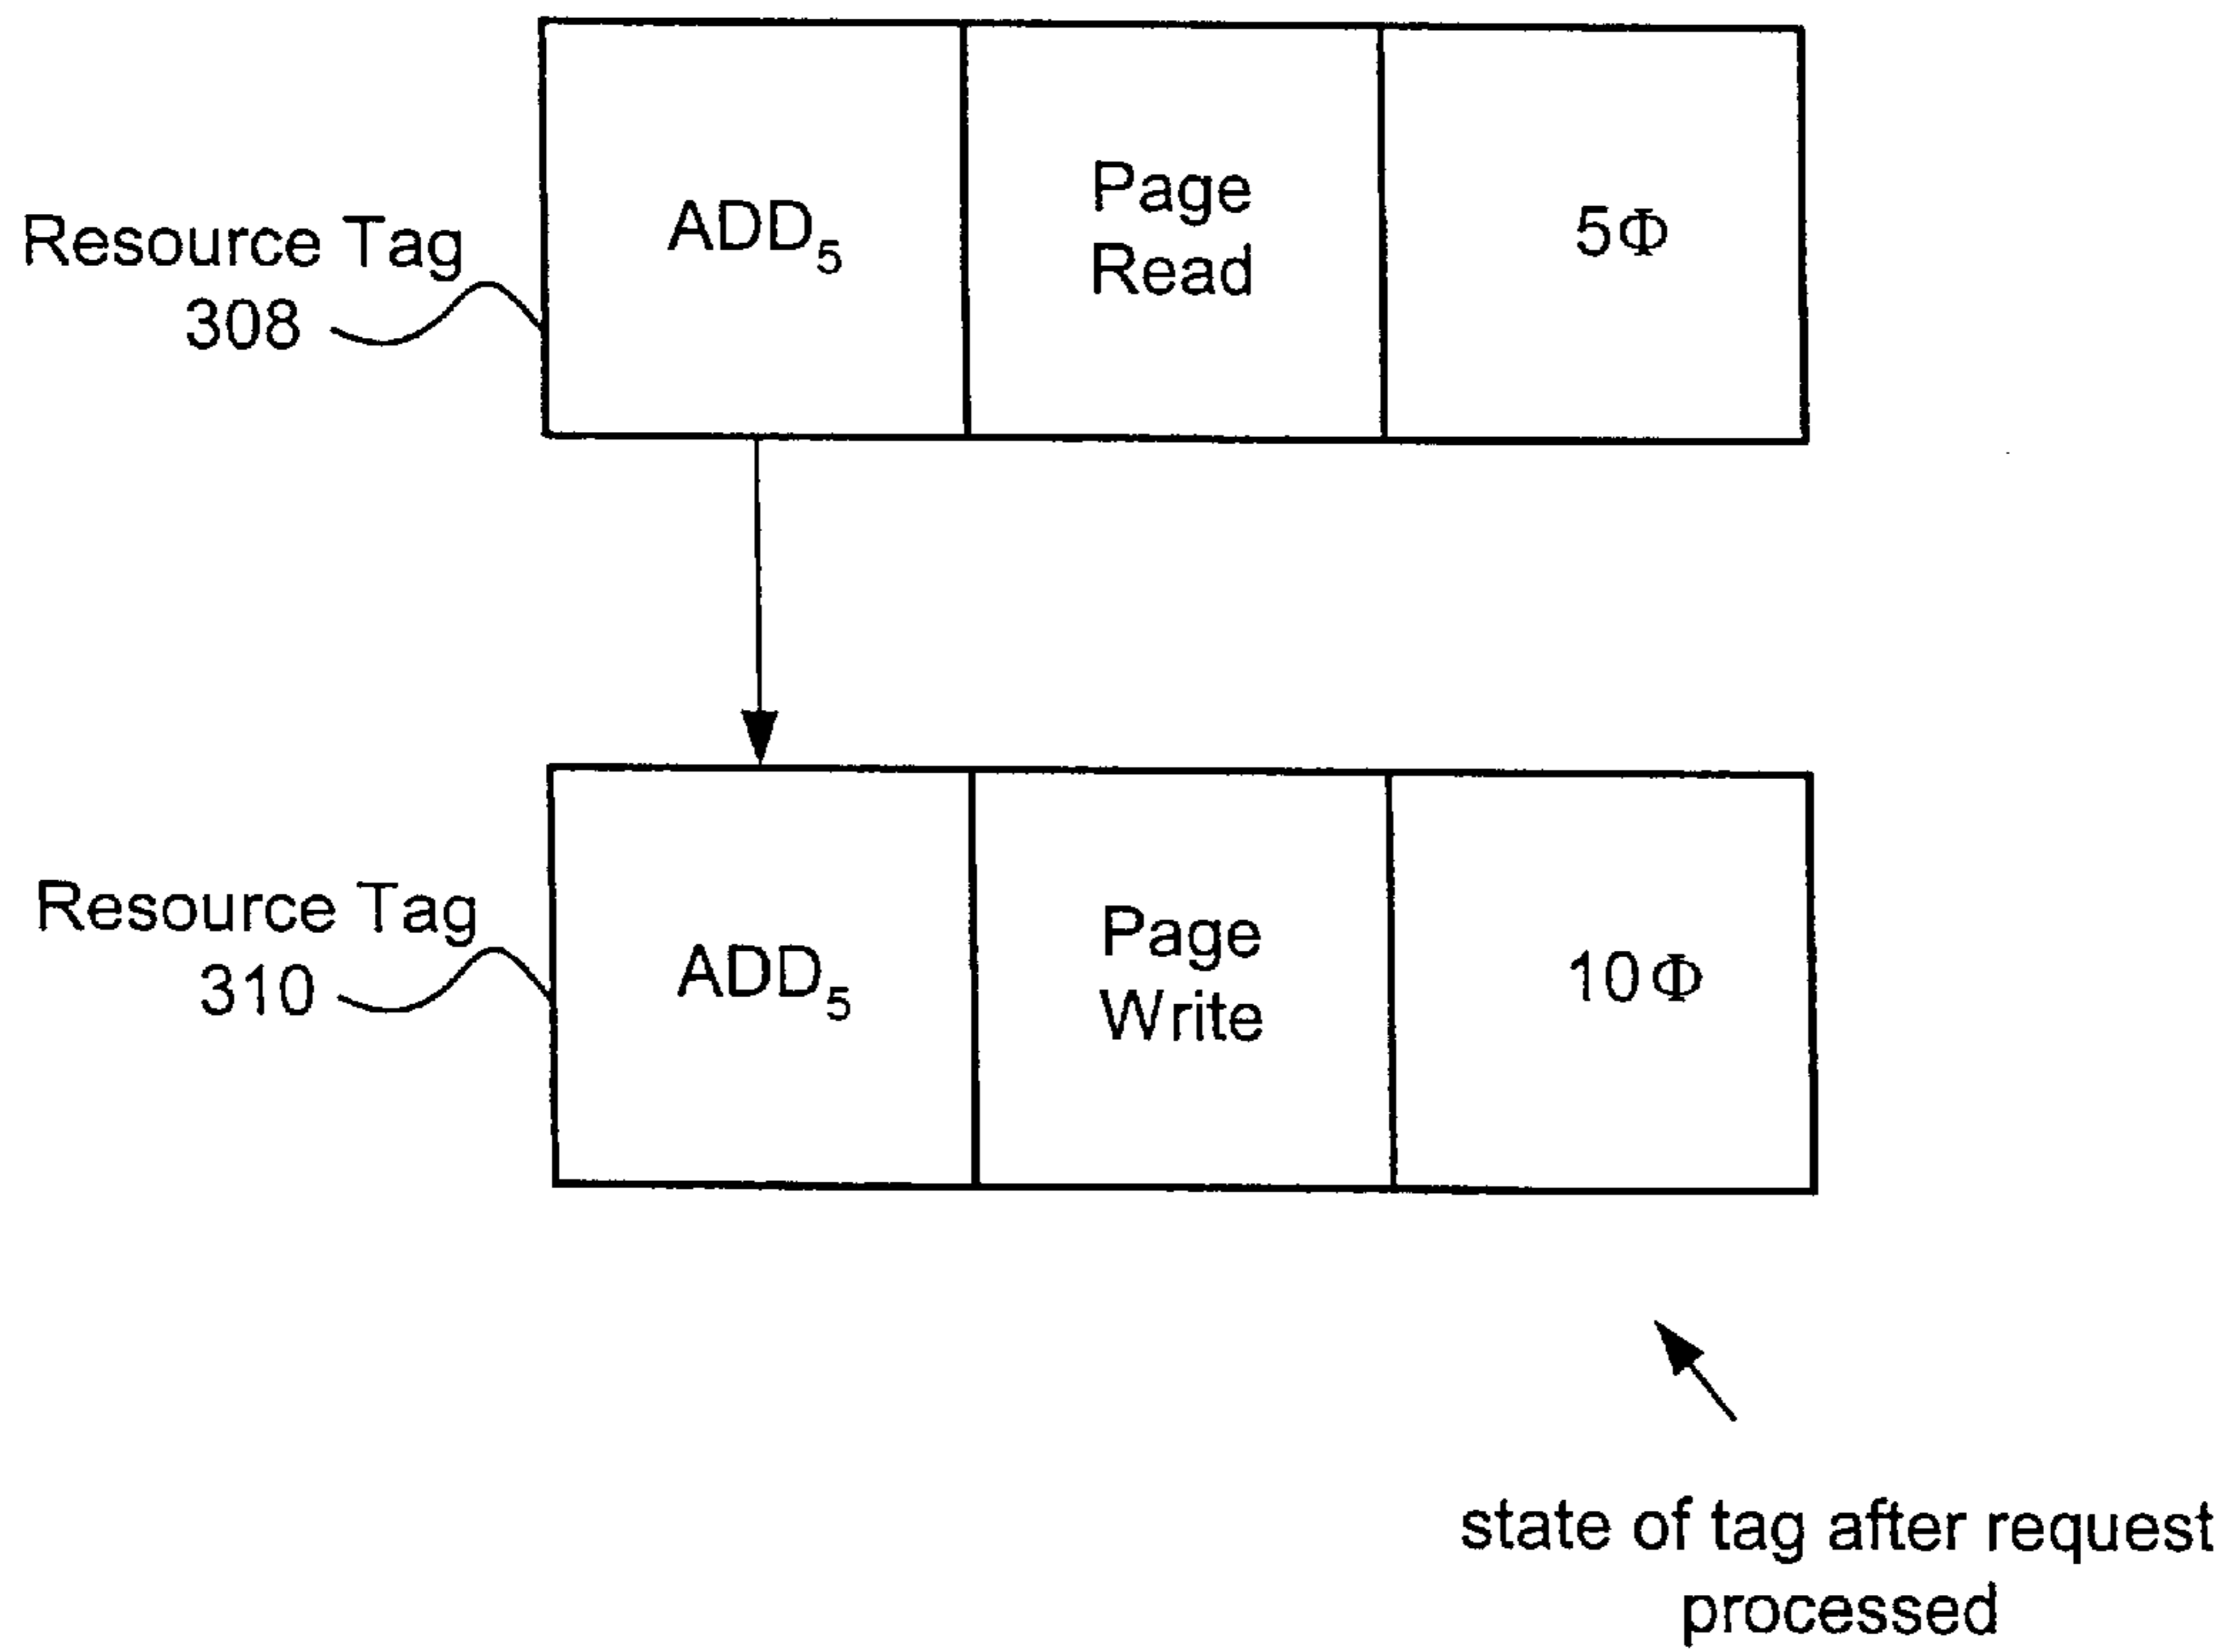 Resource Tag
308
ADD₅
Page
Read
5Φ
Resource Tag
310
ADD₅
Page
Write
10Φ
state of tag after request
processed